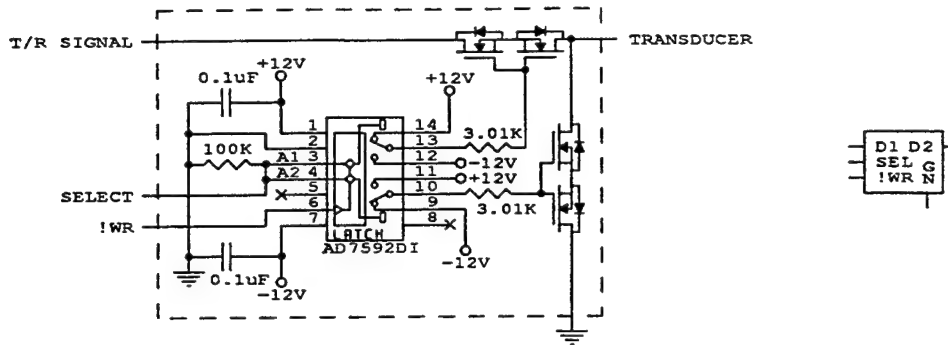 T/R SIGNAL
TRANSDUCER
0.1uF
+12V
+12V
1
14
2
13
3.01K
100K
A1
3
12
-12V
A2
4
11
+12V
SELECT
5
10
6
9
3.01K
!WR
7
8
LATCH
AD7592DI
0.1uF
-12V
-12V
D1 D2
SEL
!WR
G
N